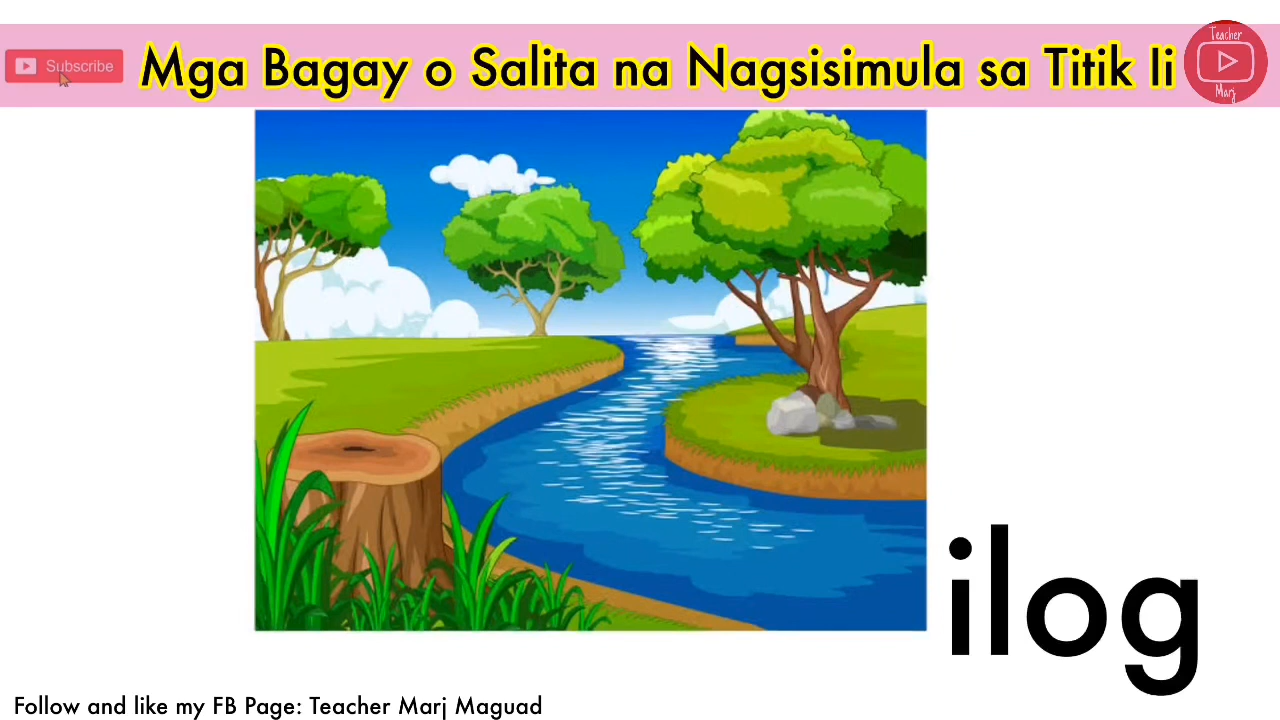 Subscribe
Mga Bagay o Salita na Nagsisimula sa Titik Ii
Teacher
Marj
ilog
Follow and like my FB Page: Teacher Marj Maguad